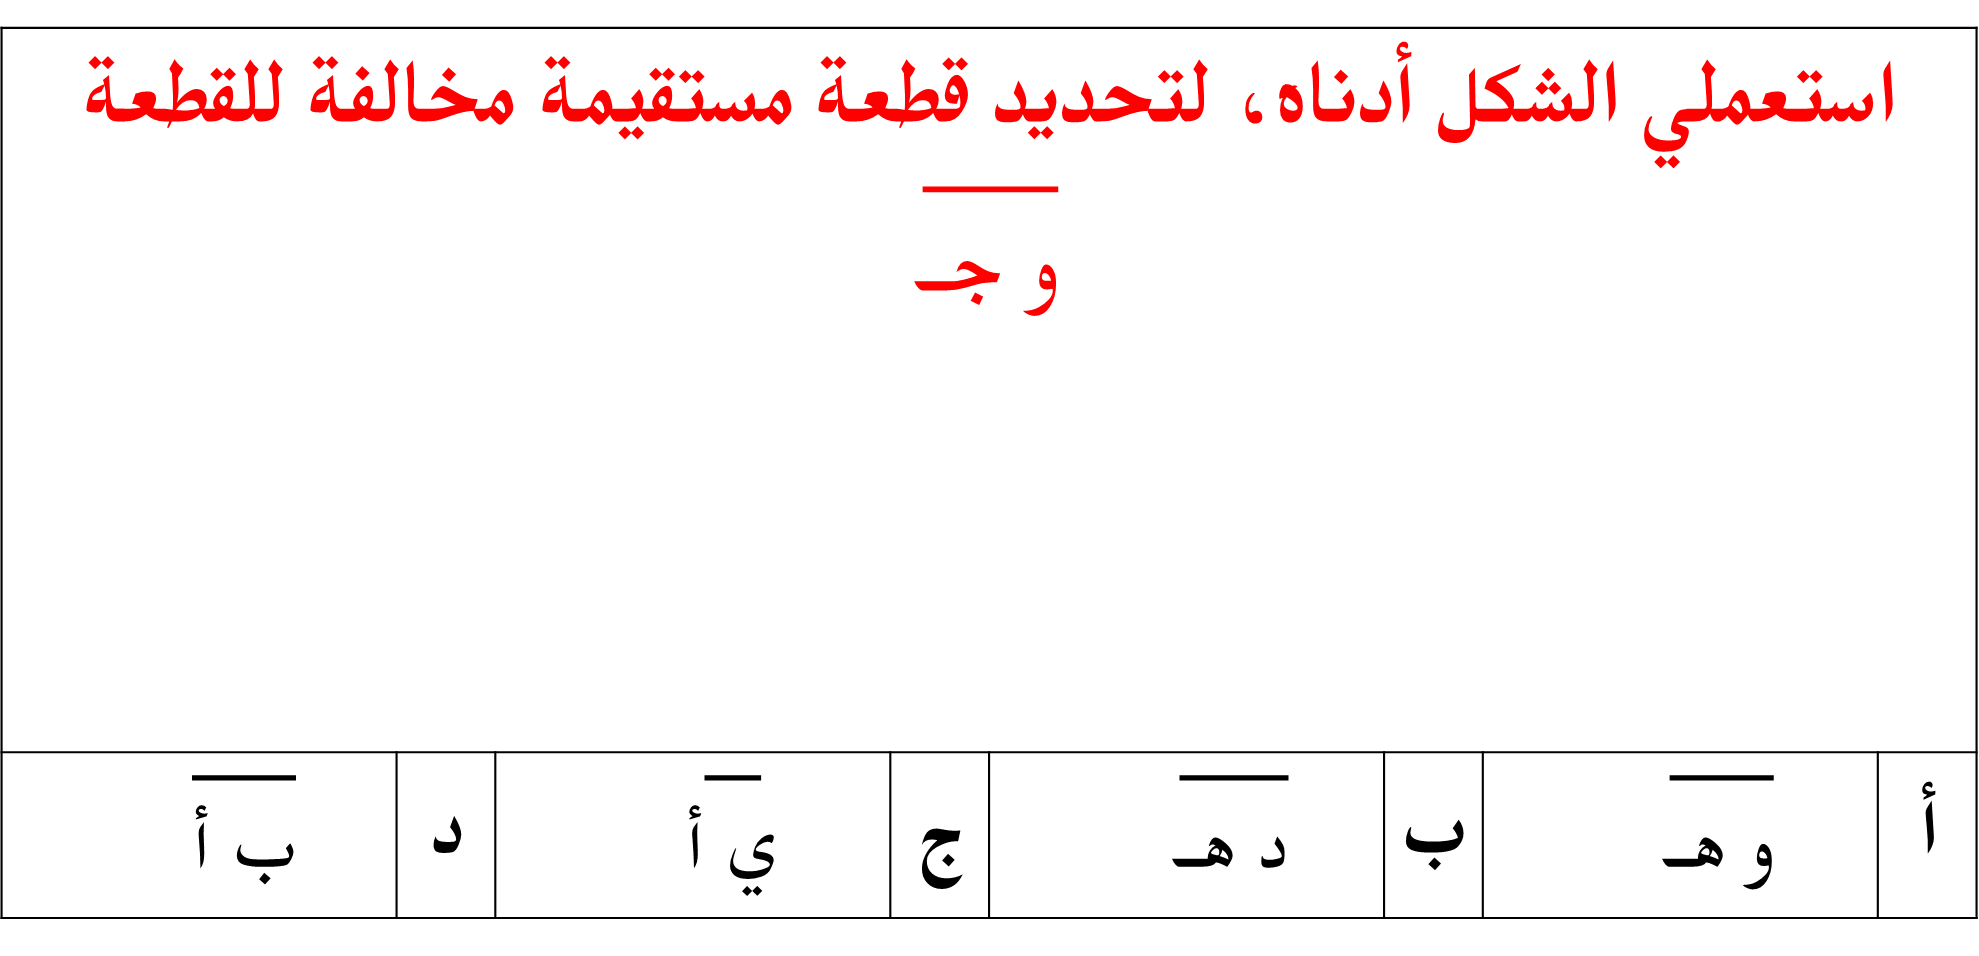 استعملي الشكل أدناه، لتحديد قطعة مستقيمة مخالفة للقطعة
و جـ
أ و هـ ب د هـ ج ي أ د ب أ